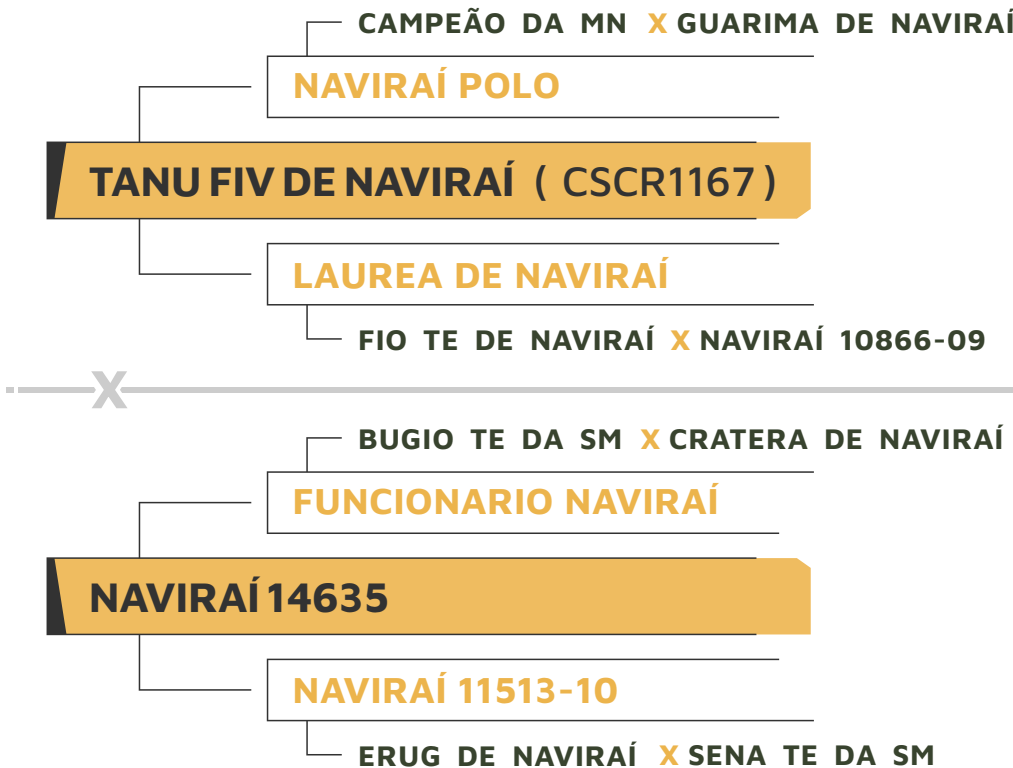 CAMPEÃO DA MN X GUARIMA DE NAVIRAÍ
NAVIRAÍ POLO
TANU FIV DE NAVIRAÍ ( CSCR1167 )
LAUREA DE NAVIRAÍ
FIO TE DE NAVIRAÍ X NAVIRAÍ 10866-09
X
BUGIO TE DA SM X CRATERA DE NAVIRAÍ
FUNCIONARIO NAVIRAÍ
NAVIRAÍ 14635
NAVIRAÍ 11513-10
ERUG DE NAVIRAÍ X SENA TE DA SM